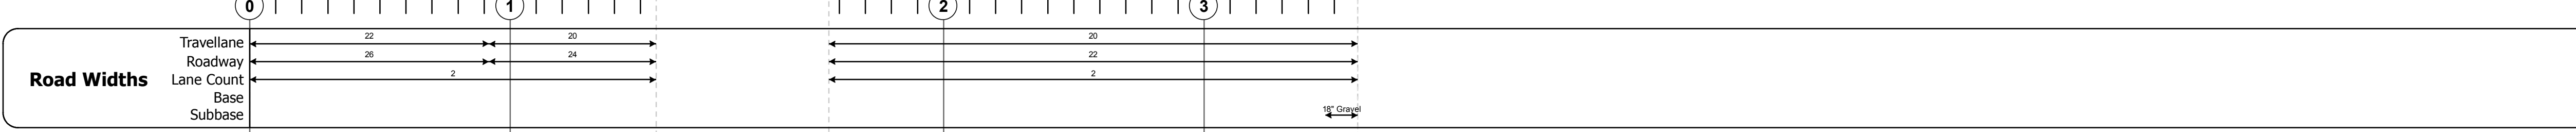 0 1 2 3
Road Widths
Travellane 22 20 20
Roadway 26 24 22
Lane Count 2 2
Base
Subbase 18" Gravel